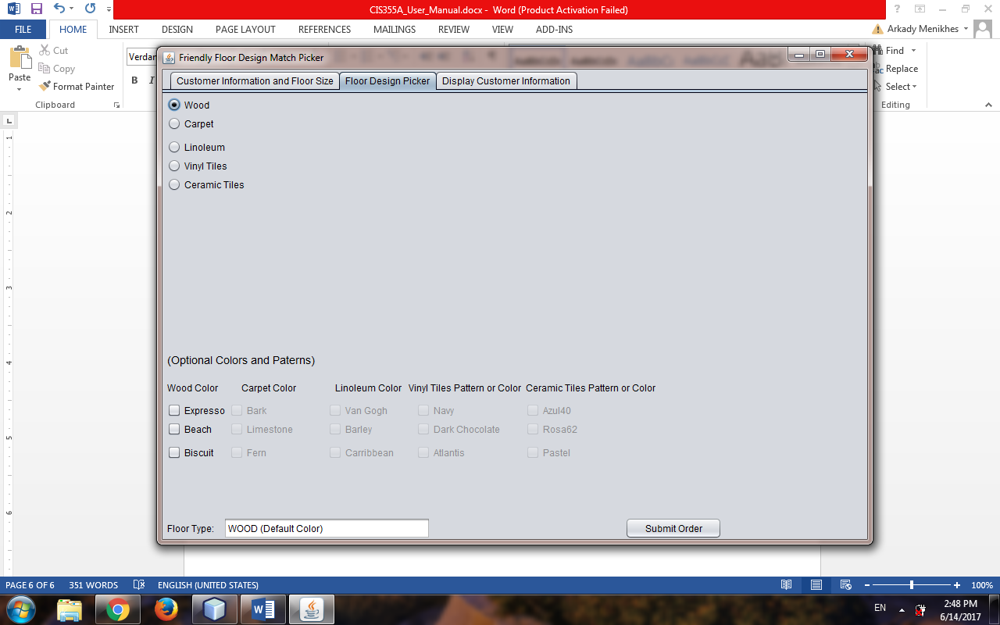 CIS355A_User_Manual.docx - Word (Product Activation Failed)
FILE HOME INSERT DESIGN PAGE LAYOUT REFERENCES MAILINGS REVIEW VIEW ADD-INS Arkady Menikhes
Paste
Cut
Copy
Format Painter
Clipboard
Verdan
B I
Find
Replace
Select
Editing
Friendly Floor Design Match Picker
Customer Information and Floor Size Floor Design Picker Display Customer Information
Wood
Carpet
Linoleum
Vinyl Tiles
Ceramic Tiles
(Optional Colors and Paterns)
Wood Color Carpet Color Linoleum Color Vinyl Tiles Pattern or Color Ceramic Tiles Pattern or Color
Expresso Bark Van Gogh Navy Azul40
Beach Limestone Barley Dark Chocolate Rosa62
Biscuit Fern Carribbean Atlantis Pastel
Floor Type: WOOD (Default Color) Submit Order
1
2
3
4
5
6
PAGE 6 OF 6 351 WORDS ENGLISH (UNITED STATES) 100%
EN 2:48 PM
6/14/2017